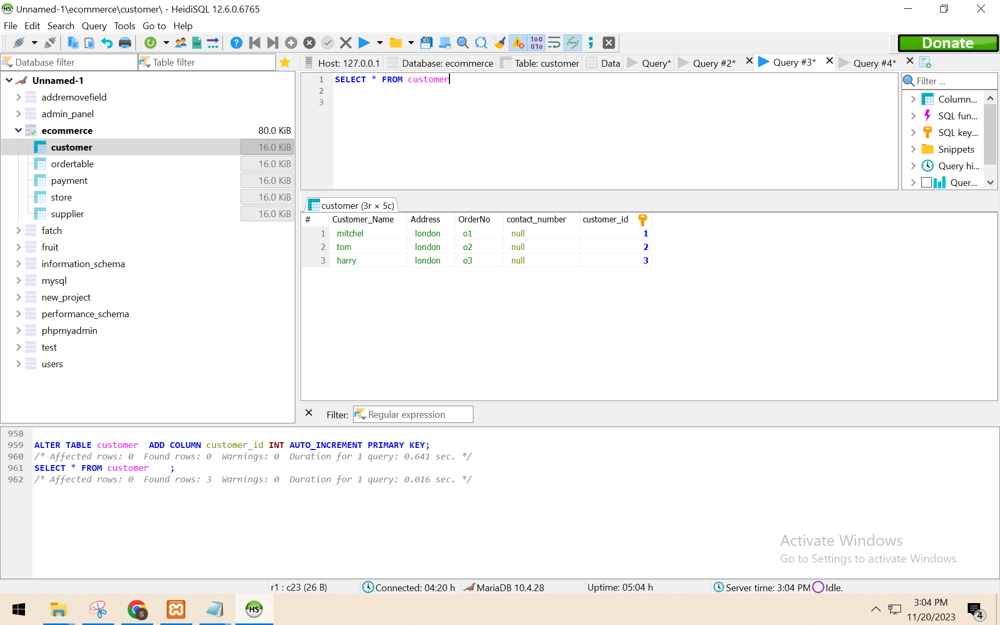 Unnamed-1\ecommerce\customer\ - HeidiSQL 12.6.0.6765
File Edit Search Query Tools Go to Help
Donate
Database filter Table filter
Host: 127.0.0.1 Database: ecommerce Table: customer Data Query* Query #2* Query #3* Query #4*
Unnamed-1
addremovefield
admin_panel
ecommerce 80.0 KiB
customer 16.0 KiB
ordertable 16.0 KiB
payment 16.0 KiB
store 16.0 KiB
supplier 16.0 KiB
fatch
fruit
information_schema
mysql
new_project
performance_schema
phpmyadmin
test
users
1 SELECT * FROM customer
2
3
Filter ...
Column...
SQL fun...
SQL key...
Snippets
Query hi...
Quer...
customer (3r × 5c)
# Customer_Name Address OrderNo contact_number customer_id
1 mitchel london o1 null 1
2 tom london o2 null 2
3 harry london o3 null 3
Filter: Regular expression
958
959 ALTER TABLE customer ADD COLUMN customer_id INT AUTO_INCREMENT PRIMARY KEY;
960 /* Affected rows: 0 Found rows: 0 Warnings: 0 Duration for 1 query: 0.641 sec. */
961 SELECT * FROM customer ;
962 /* Affected rows: 0 Found rows: 3 Warnings: 0 Duration for 1 query: 0.016 sec. */
Activate Windows
Go to Settings to activate Windows.
r1 : c23 (26 B) Connected: 04:20 h MariaDB 10.4.28 Uptime: 05:04 h Server time: 3:04 PM Idle.
3:04 PM
11/20/2023
4